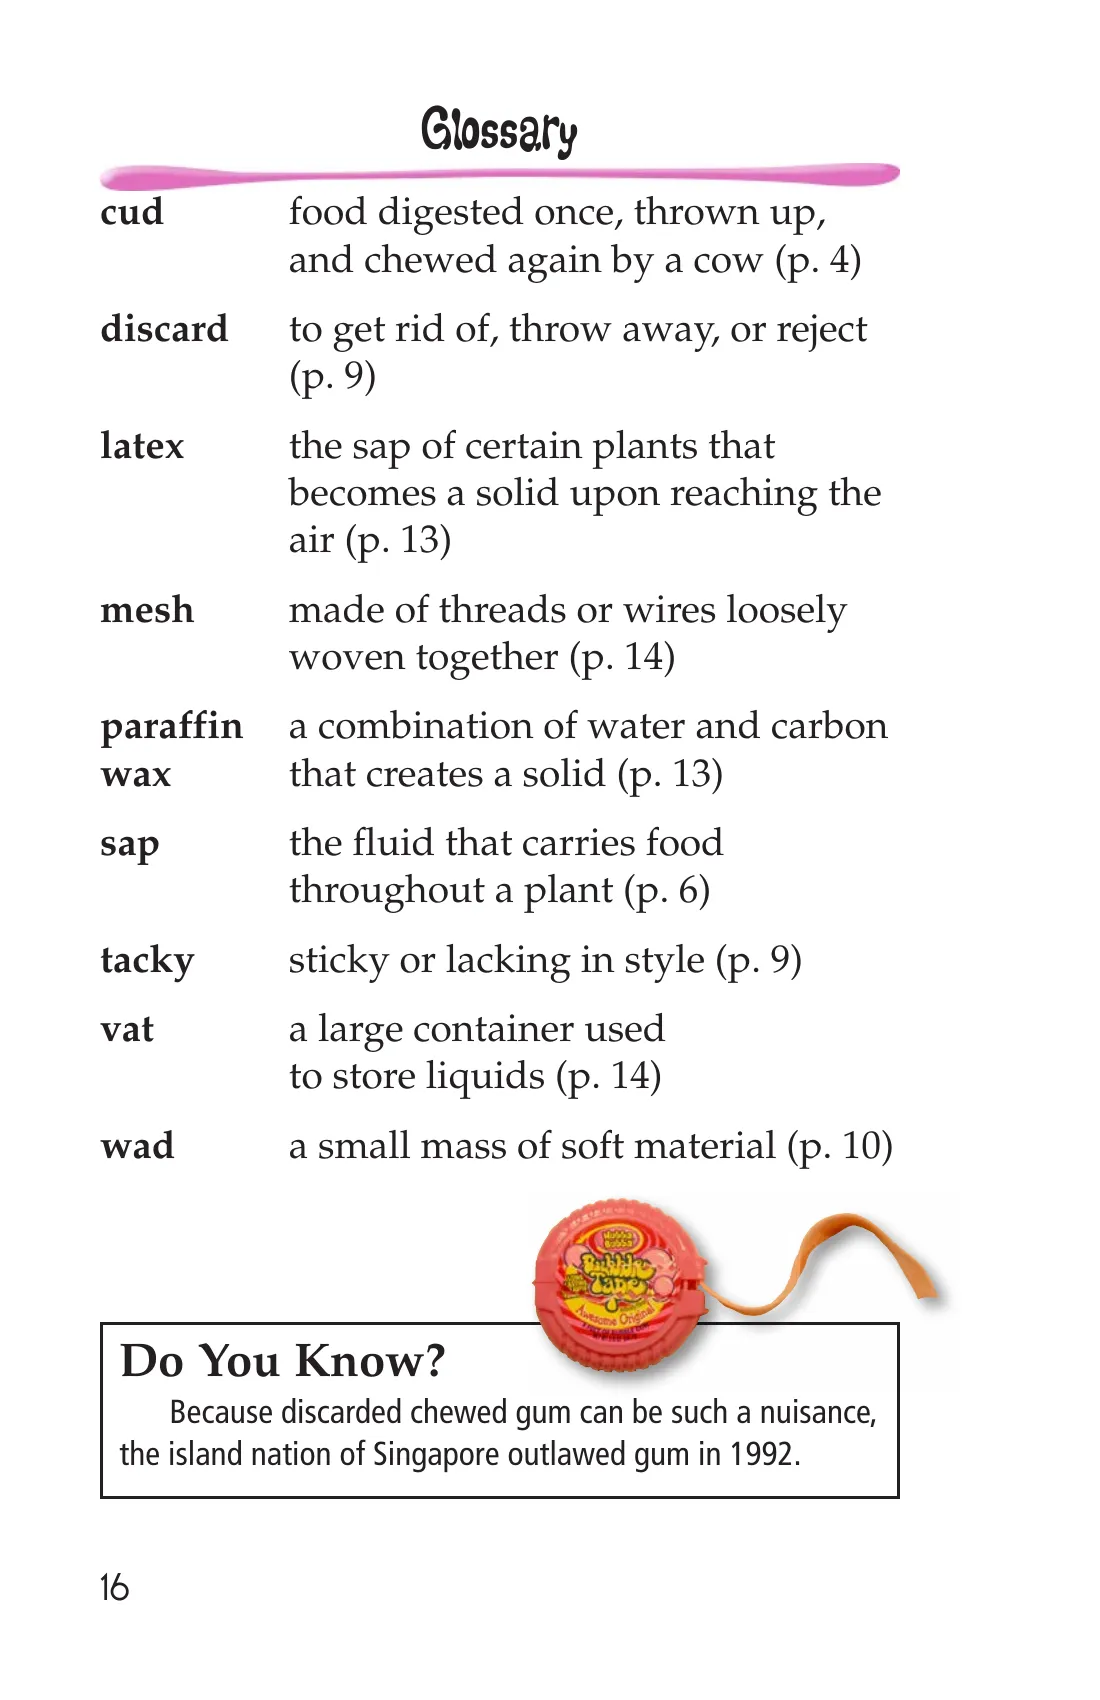 Glossary
cud food digested once, thrown up,
and chewed again by a cow (p. 4)
discard to get rid of, throw away, or reject
(p. 9)
latex the sap of certain plants that
becomes a solid upon reaching the
air (p. 13)
mesh made of threads or wires loosely
woven together (p. 14)
paraffin a combination of water and carbon
wax that creates a solid (p. 13)
sap the fluid that carries food
throughout a plant (p. 6)
tacky sticky or lacking in style (p. 9)
vat a large container used
to store liquids (p. 14)
wad a small mass of soft material (p. 10)
Hubba
Bubba
Bubble
Tape
Awesome Original
Do You Know?
Because discarded chewed gum can be such a nuisance,
the island nation of Singapore outlawed gum in 1992.
16